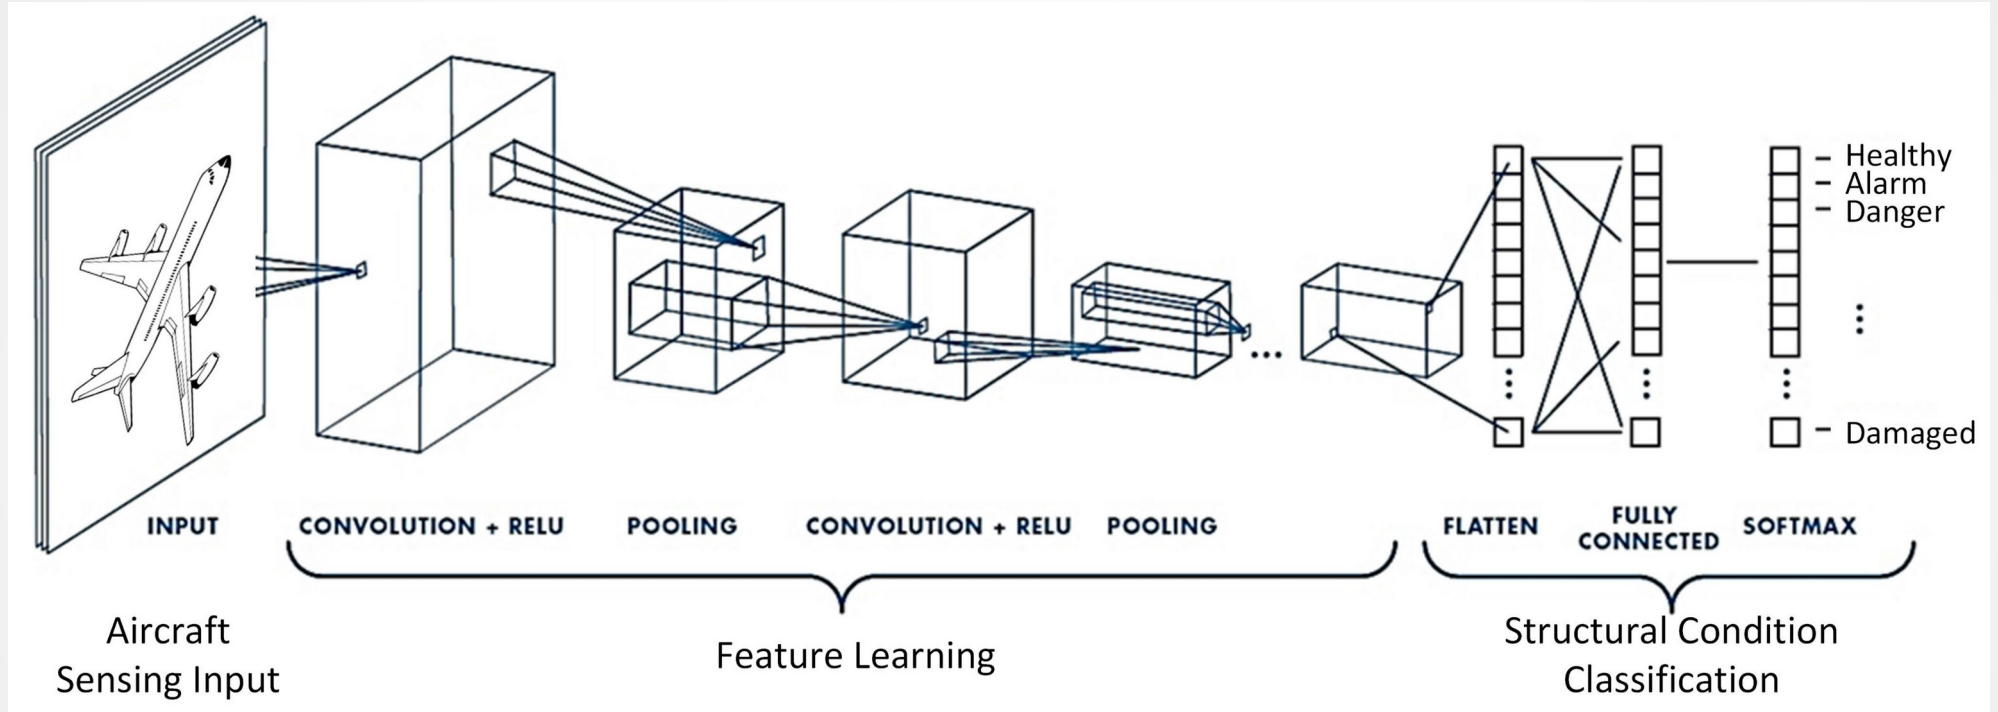 Healthy
Alarm
Danger
Damaged
INPUT
CONVOLUTION + RELU
POOLING
CONVOLUTION + RELU
POOLING
FLATTEN
FULLY
CONNECTED
SOFTMAX
Aircraft
Sensing Input
Feature Learning
Structural Condition
Classification